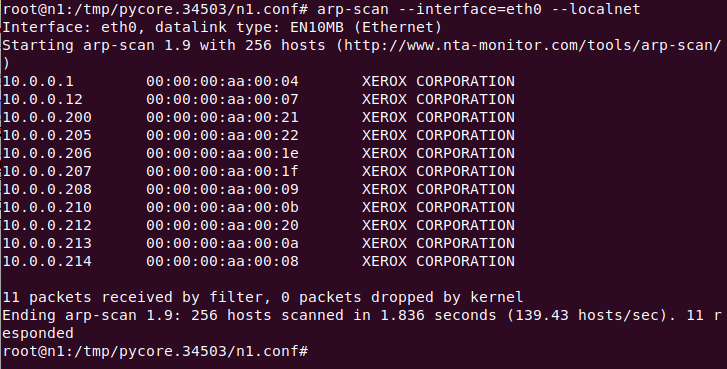 root@n1:/tmp/pycore.34503/n1.conf# arp-scan --interface=eth0 --localnet
Interface: eth0, datalink type: EN10MB (Ethernet)
Starting arp-scan 1.9 with 256 hosts (http://www.nta-monitor.com/tools/arp-scan/
)
10.0.0.1 00:00:00:aa:00:04 XEROX CORPORATION
10.0.0.12 00:00:00:aa:00:07 XEROX CORPORATION
10.0.0.200 00:00:00:aa:00:21 XEROX CORPORATION
10.0.0.205 00:00:00:aa:00:22 XEROX CORPORATION
10.0.0.206 00:00:00:aa:00:1e XEROX CORPORATION
10.0.0.207 00:00:00:aa:00:1f XEROX CORPORATION
10.0.0.208 00:00:00:aa:00:09 XEROX CORPORATION
10.0.0.210 00:00:00:aa:00:0b XEROX CORPORATION
10.0.0.212 00:00:00:aa:00:20 XEROX CORPORATION
10.0.0.213 00:00:00:aa:00:0a XEROX CORPORATION
10.0.0.214 00:00:00:aa:00:08 XEROX CORPORATION

11 packets received by filter, 0 packets dropped by kernel
Ending arp-scan 1.9: 256 hosts scanned in 1.836 seconds (139.43 hosts/sec). 11 r
esponded
root@n1:/tmp/pycore.34503/n1.conf#